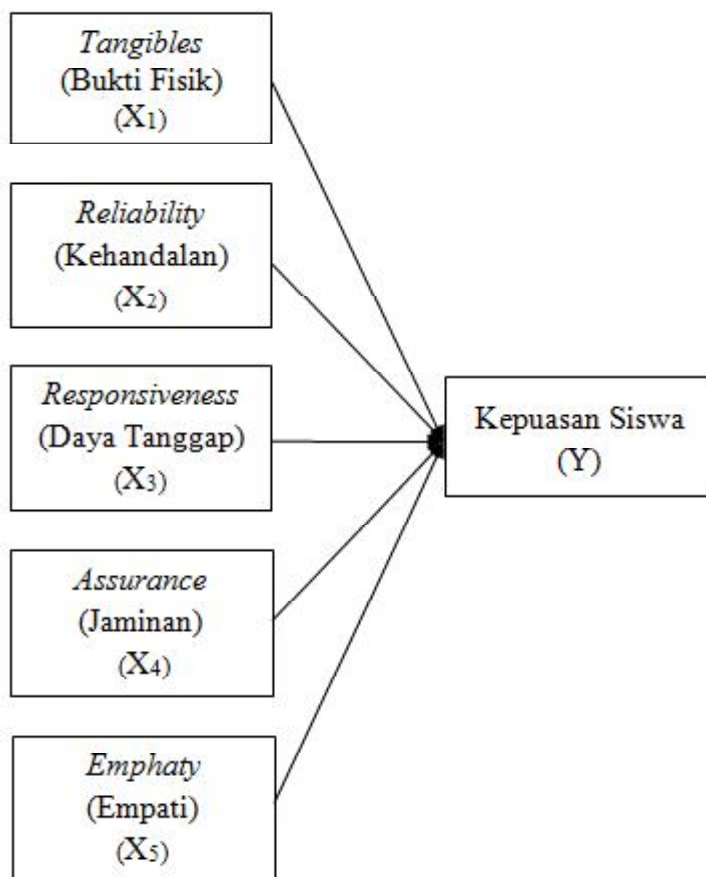 Tangibles
(Bukti Fisik)
(X1)
Reliability
(Kehandalan)
(X2)
Responsiveness
(Daya Tanggap)
(X3)
Kepuasan Siswa
(Y)
Assurance
(Jaminan)
(X4)
Emphaty
(Empati)
(X5)